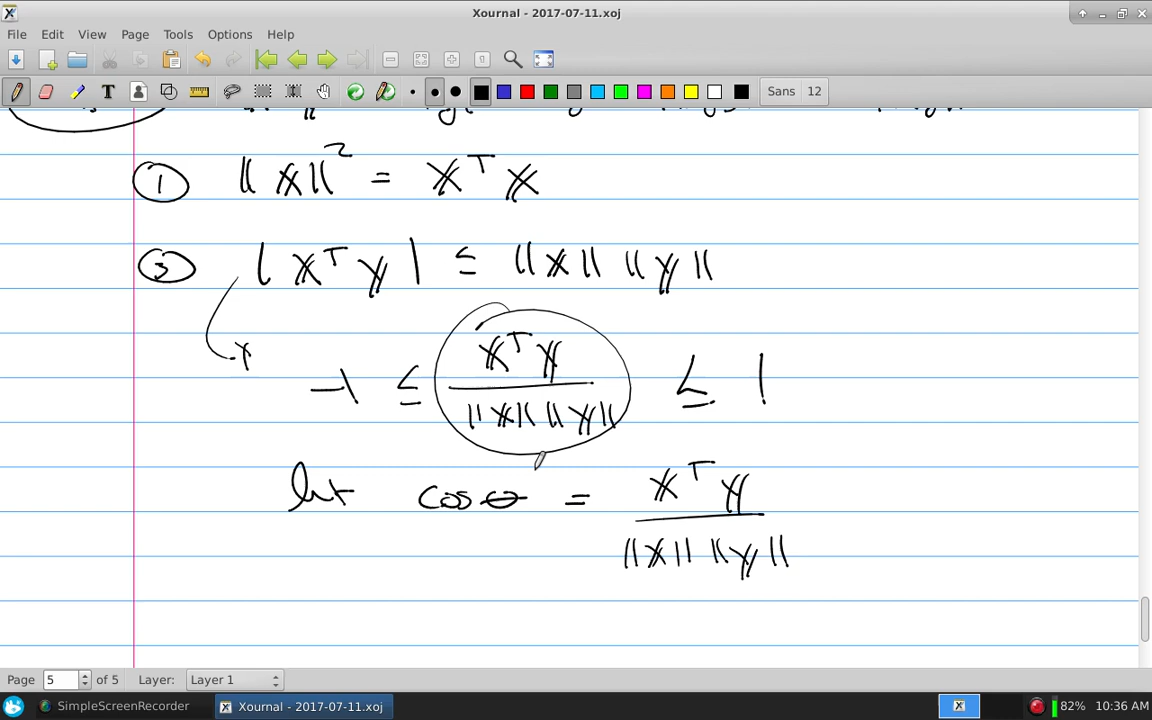 Xournal - 2017-07-11.xoj
File Edit View Page Tools Options Help
T Sans 12
① ‖x‖² = xᵀx
② |xᵀy| ≤ ‖x‖ ‖y‖
-1 ≤ xᵀy / ‖x‖ ‖y‖ ≤ 1
let cos θ = xᵀy / ‖x‖ ‖y‖
Page 5 of 5 Layer: Layer 1
SimpleScreenRecorder Xournal - 2017-07-11.xoj 82% 10:36 AM